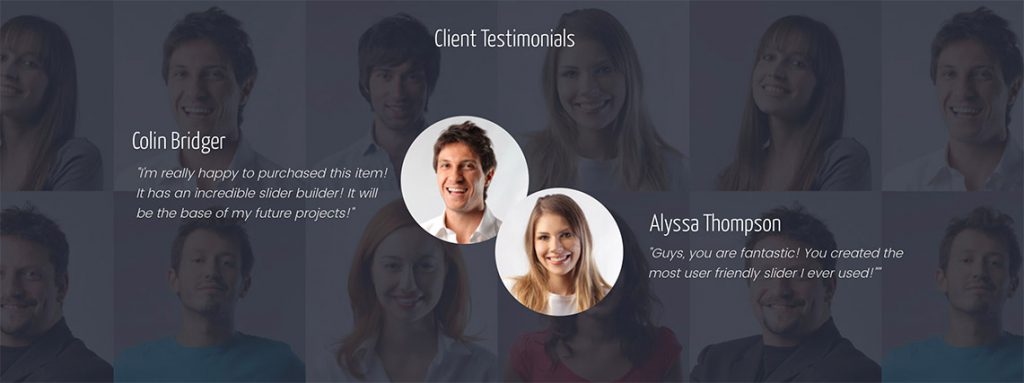 Client Testimonials
Colin Bridger
"I'm really happy to purchased this item!
It has an incredible slider builder! It will
be the base of my future projects!"
Alyssa Thompson
"Guys, you are fantastic! You created the
most user friendly slider I ever used!""